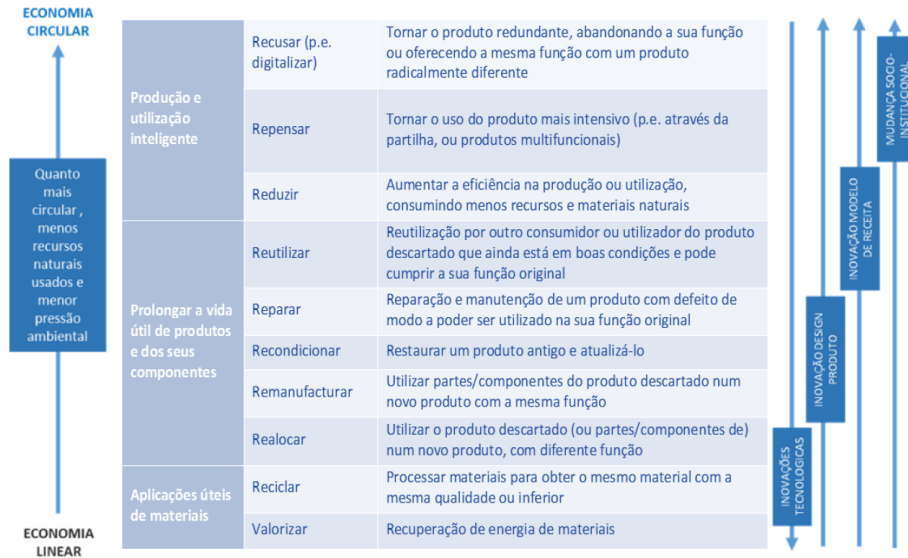 ECONOMIA
CIRCULAR
Quanto
mais
circular ,
menos
recursos
naturais
usados e
menor
pressão
ambiental
ECONOMIA
LINEAR
Produção e
utilização
inteligente
Recusar (p.e.
digitalizar)
Tornar o produto redundante, abandonando a sua função
ou oferecendo a mesma função com um produto
radicalmente diferente
Repensar
Tornar o uso do produto mais intensivo (p.e. através da
partilha, ou produtos multifuncionais)
Reduzir
Aumentar a eficiência na produção ou utilização,
consumindo menos recursos e materiais naturais
Prolongar a vida
útil de produtos
e dos seus
componentes
Reutilizar
Reutilização por outro consumidor ou utilizador do produto
descartado que ainda está em boas condições e pode
cumprir a sua função original
Reparar
Reparação e manutenção de um produto com defeito de
modo a poder ser utilizado na sua função original
Recondicionar
Restaurar um produto antigo e atualizá-lo
Remanufacturar
Utilizar partes/componentes do produto descartado num
novo produto com a mesma função
Realocar
Utilizar o produto descartado (ou partes/componentes de)
num novo produto, com diferente função
Aplicações úteis
de materiais
Reciclar
Processar materiais para obter o mesmo material com a
mesma qualidade ou inferior
Valorizar
Recuperação de energia de materiais
INOVAÇÕES
TECNOLOGICAS
INOVAÇÃO DESIGN
PRODUTO
INOVAÇÃO MODELO
DE RECEITA
MUDANÇA SOCIO-
INSTITUCIONAL